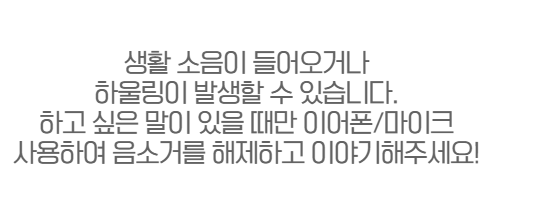 생활 소음이 들어오거나
하울링이 발생할 수 있습니다.
하고 싶은 말이 있을 때만 이어폰/마이크
사용하여 음소거를 해제하고 이야기해주세요!